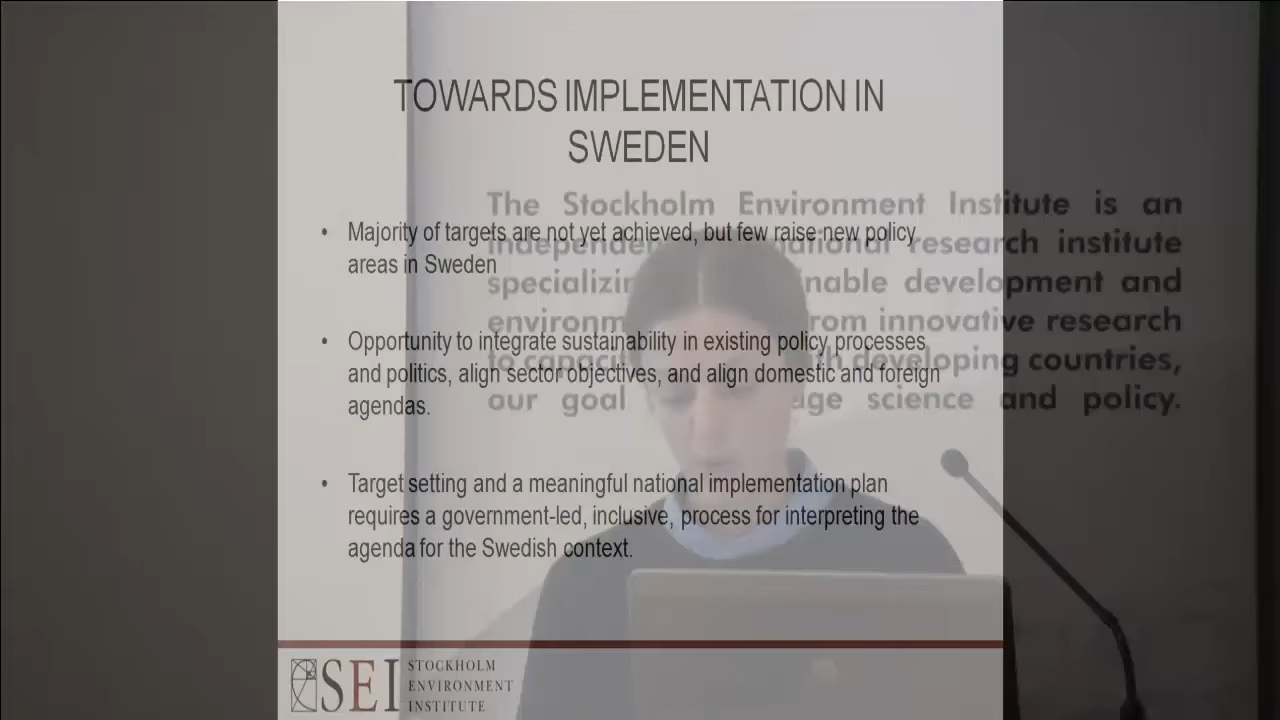 TOWARDS IMPLEMENTATION IN
SWEDEN
• Majority of targets are not yet achieved, but few raise new policy
areas in Sweden
• Opportunity to integrate sustainability in existing policy, processes
and politics, align sector objectives, and align domestic and foreign
agendas.
• Target setting and a meaningful national implementation plan
requires a government-led, inclusive, process for interpreting the
agenda for the Swedish context.
SEI
STOCKHOLM
ENVIRONMENT
INSTITUTE
The Stockholm Environment Institute is an
research institute
development and
from innovative research
developing countries,
our goal science and policy.